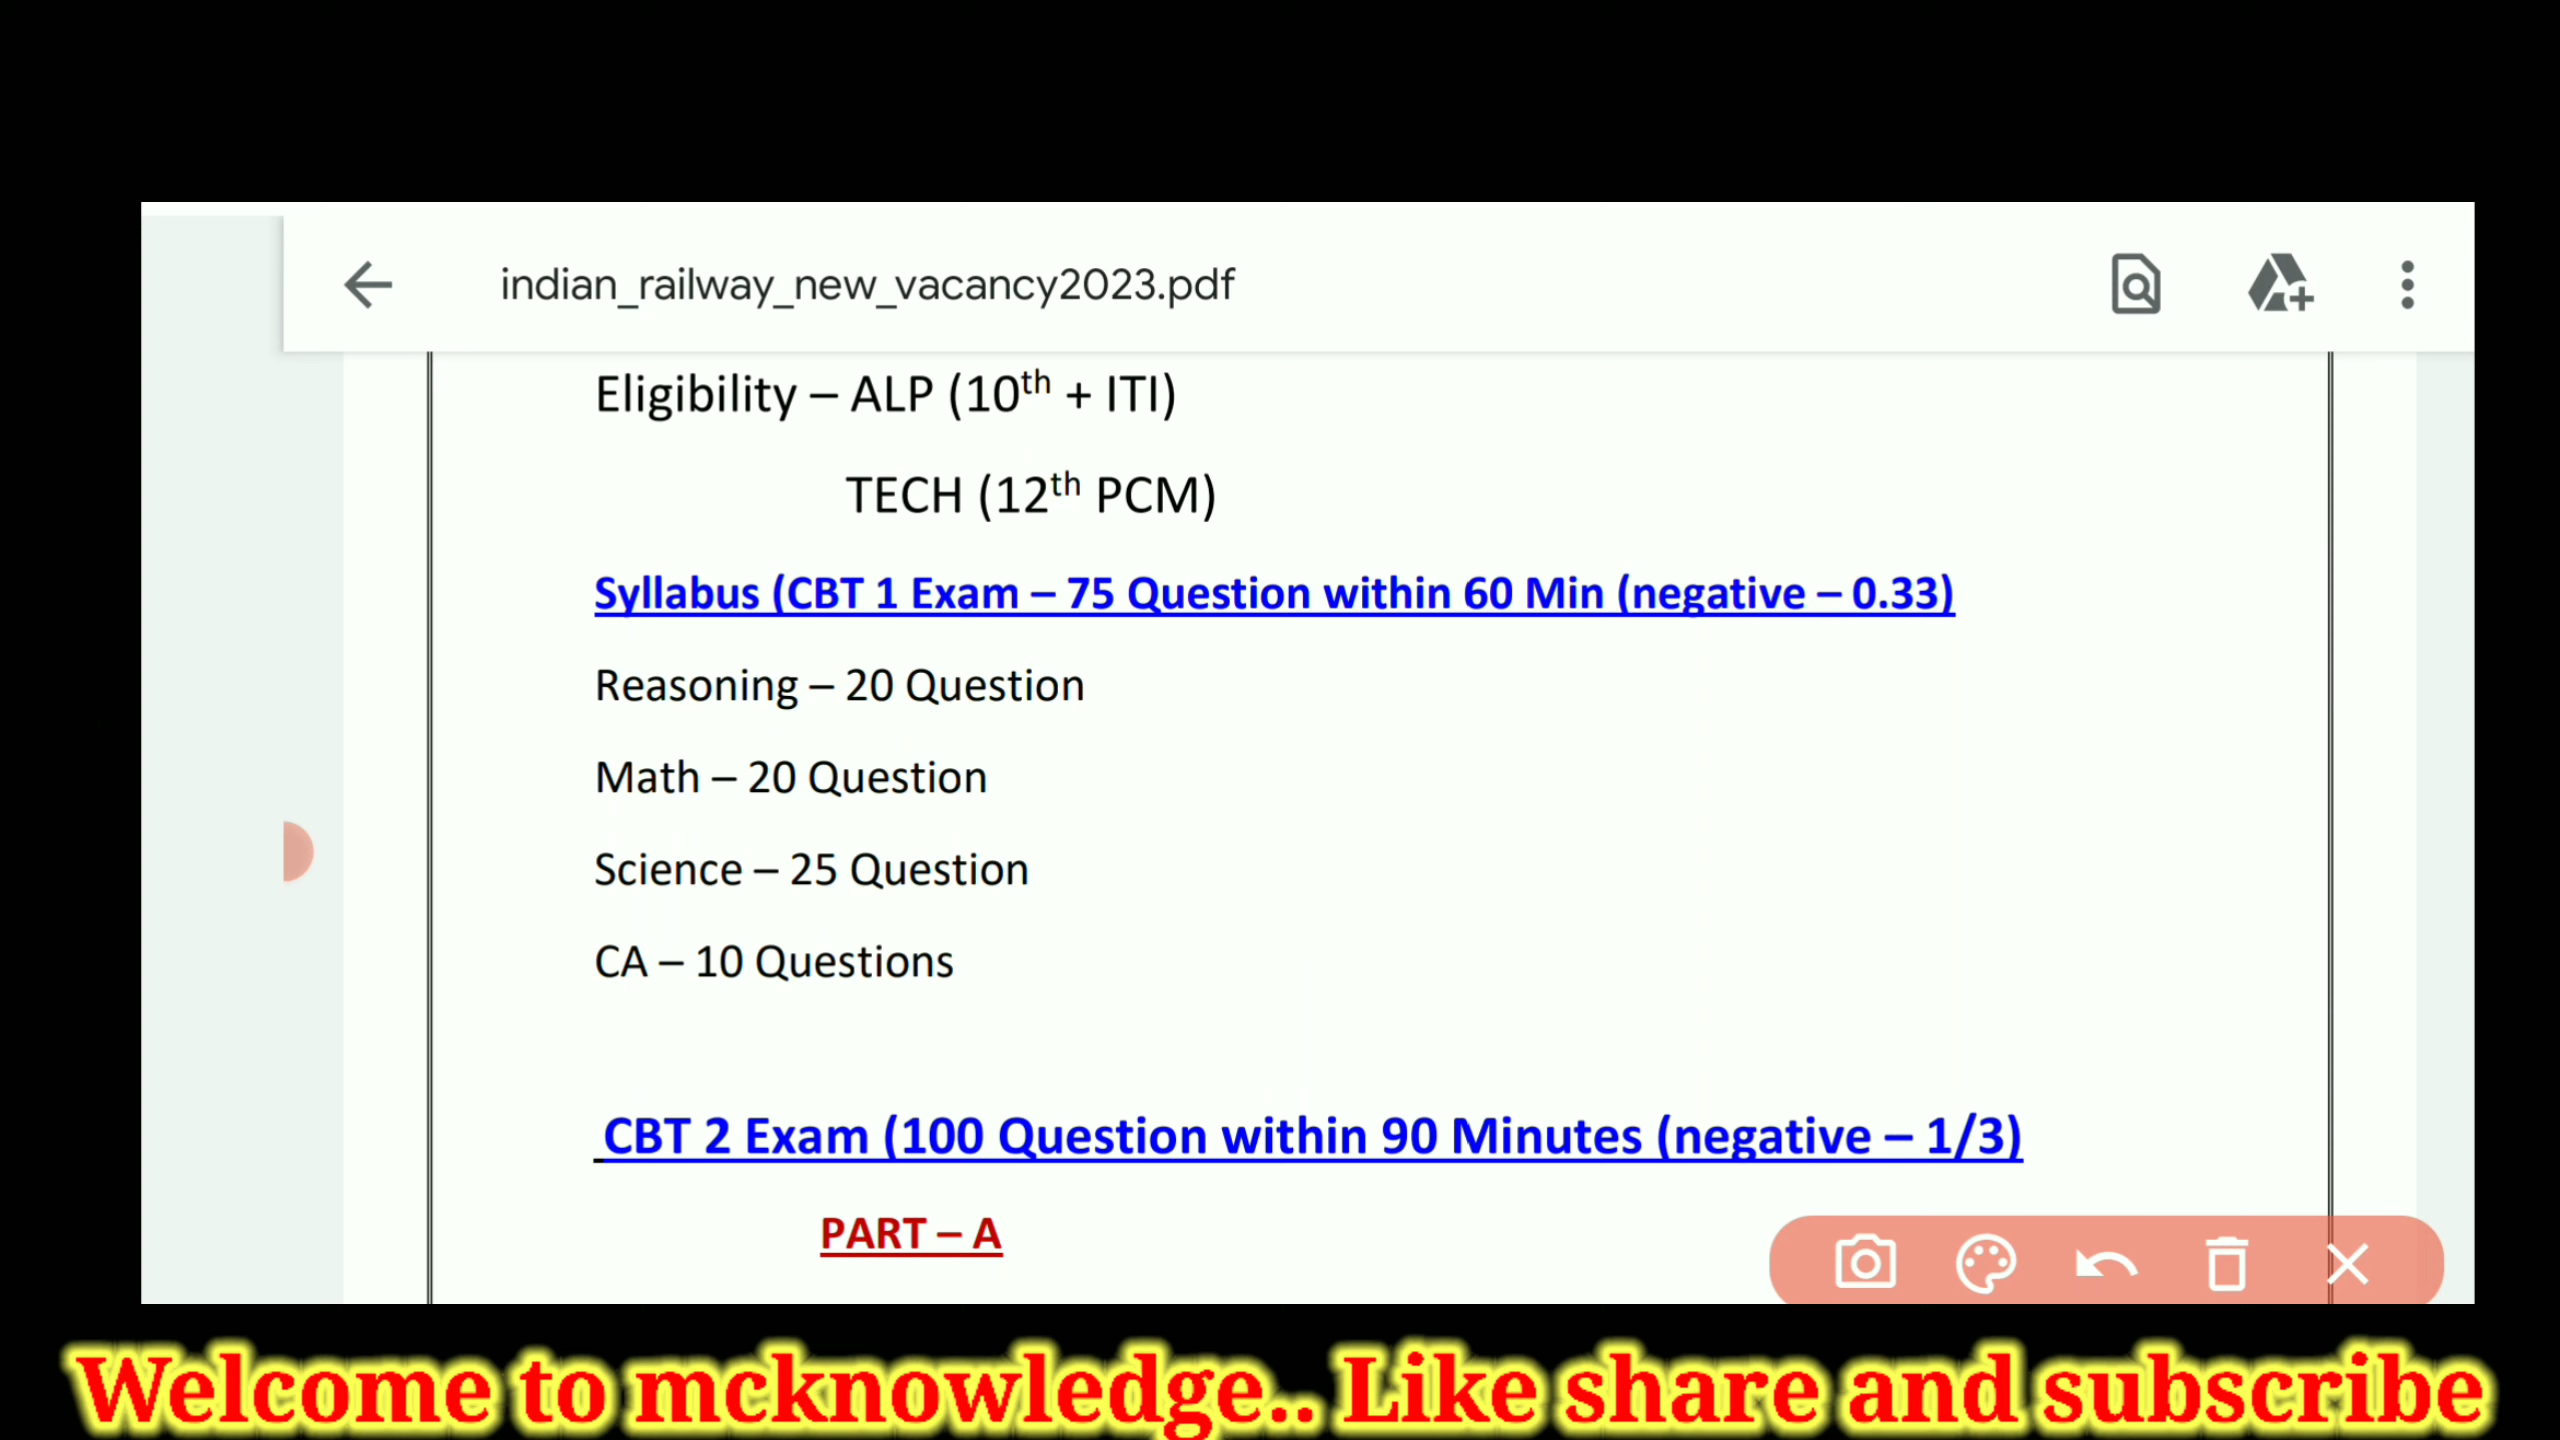 indian_railway_new_vacancy2023.pdf
Eligibility – ALP (10th + ITI)
TECH (12th PCM)
Syllabus (CBT 1 Exam – 75 Question within 60 Min (negative – 0.33)
Reasoning – 20 Question
Math – 20 Question
Science – 25 Question
CA – 10 Questions
CBT 2 Exam (100 Question within 90 Minutes (negative – 1/3)
PART – A
Welcome to mcknowledge.. Like share and subscribe